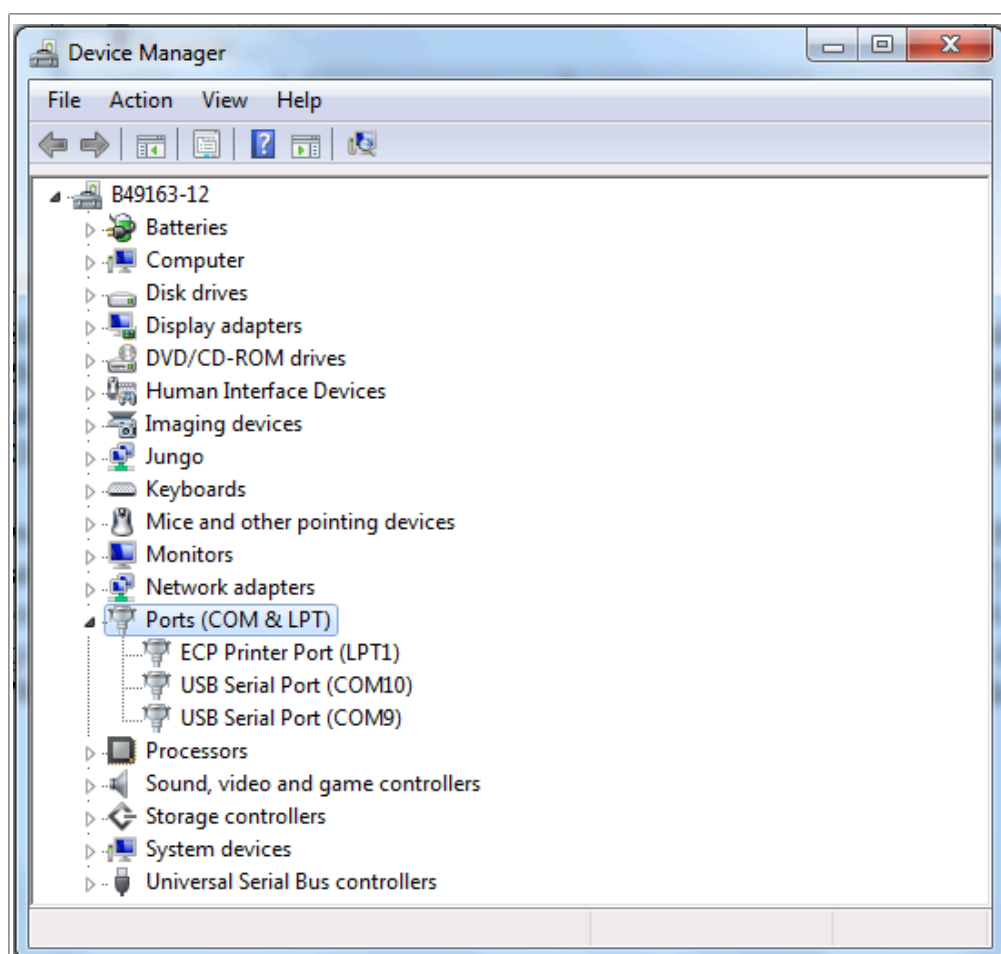 Device Manager
File Action View Help
B49163-12
Batteries
Computer
Disk drives
Display adapters
DVD/CD-ROM drives
Human Interface Devices
Imaging devices
Jungo
Keyboards
Mice and other pointing devices
Monitors
Network adapters
Ports (COM & LPT)
ECP Printer Port (LPT1)
USB Serial Port (COM10)
USB Serial Port (COM9)
Processors
Sound, video and game controllers
Storage controllers
System devices
Universal Serial Bus controllers